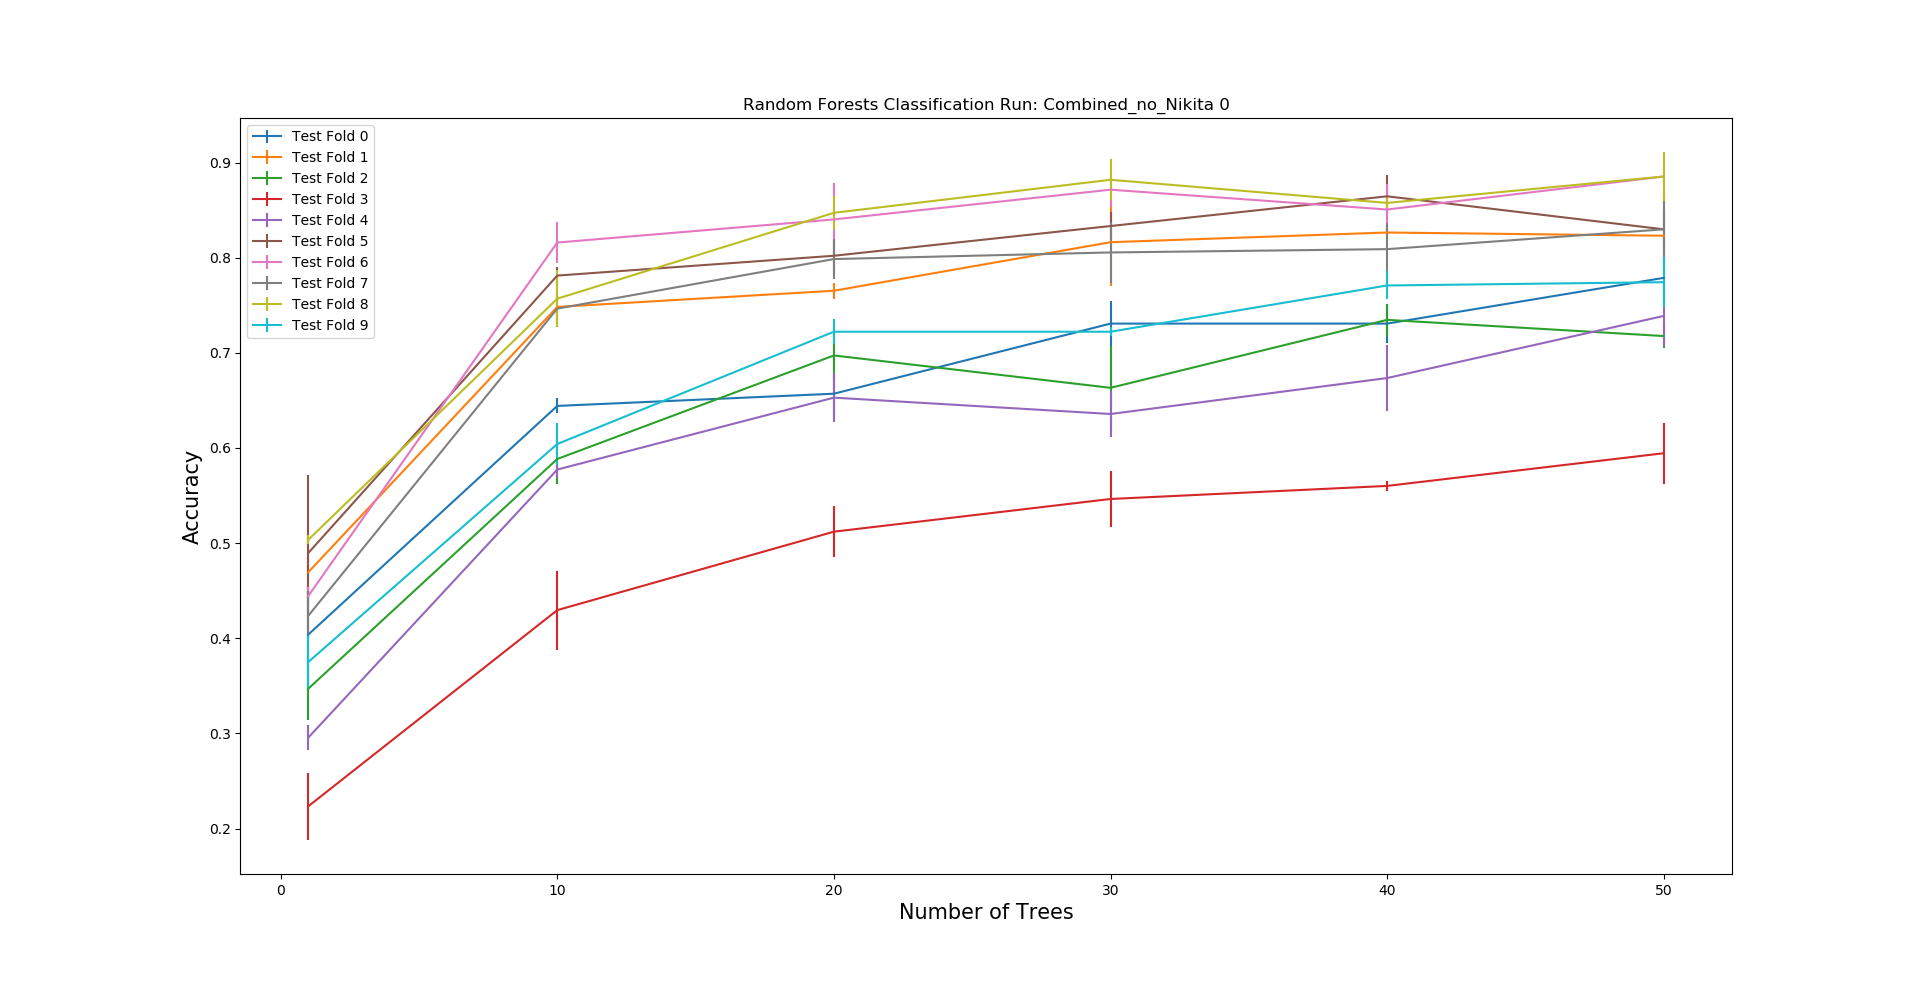 Random Forests Classification Run: Combined_no_Nikita 0
Test Fold 0
Test Fold 1
Test Fold 2
Test Fold 3
Test Fold 4
Test Fold 5
Test Fold 6
Test Fold 7
Test Fold 8
Test Fold 9
Accuracy
0.9
0.8
0.7
0.6
0.5
0.4
0.3
0.2
0 10 20 30 40 50
Number of Trees